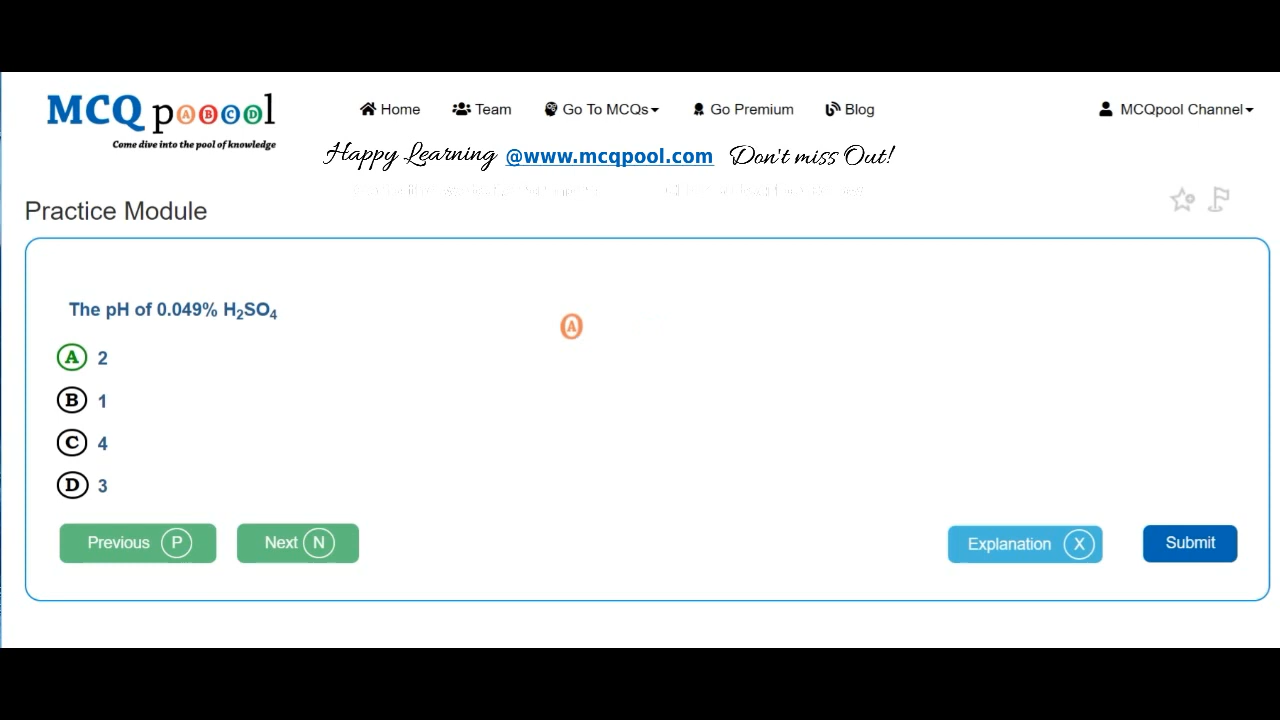 MCQ pABCDl
Come dive into the pool of knowledge
Home Team Go To MCQs Go Premium Blog MCQpool Channel
Happy Learning @www.mcqpool.com Don't miss Out!
Practice Module
The pH of 0.049% H₂SO₄
A
A 2
B 1
C 4
D 3
Previous P Next N Explanation X Submit